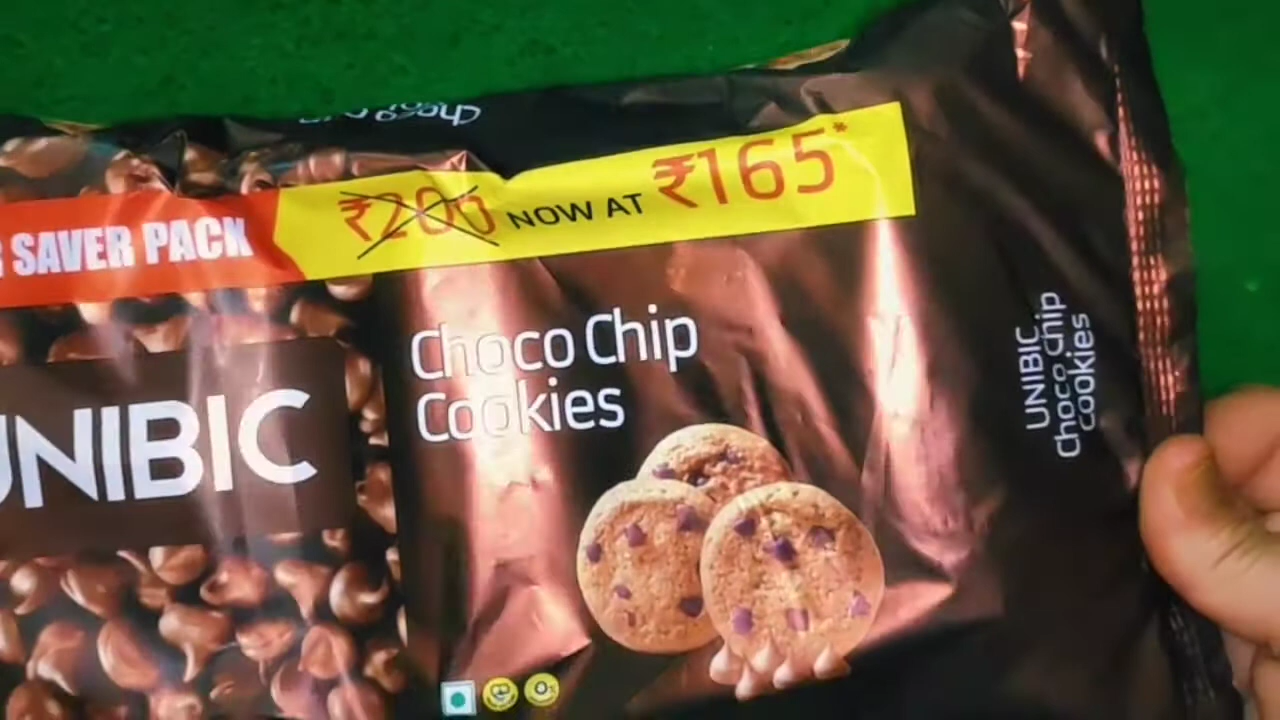 SAVER PACK
₹200 NOW AT ₹165*
UNIBIC
Choco Chip
Cookies
UNIBIC
choco chip
cookies